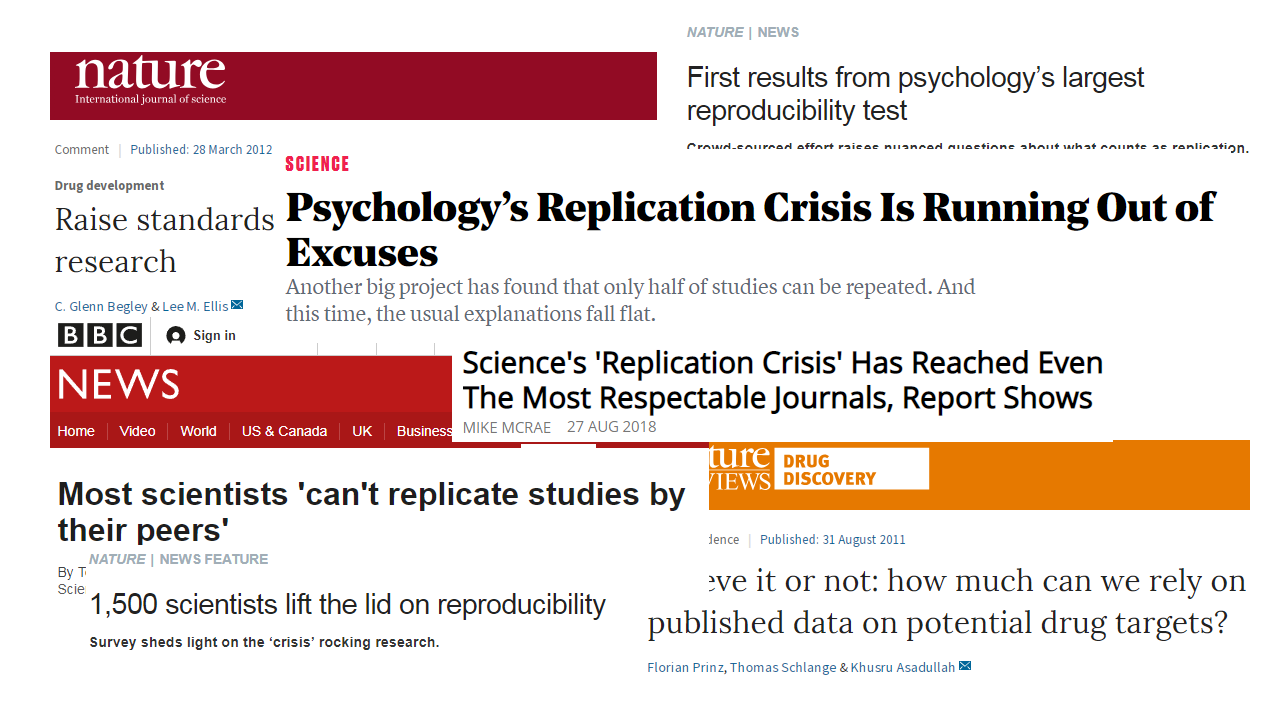 nature
International journal of science
Comment | Published: 28 March 2012
Drug development
Raise standards
research
C. Glenn Begley & Lee M. Ellis
NATURE | NEWS
First results from psychology's largest
reproducibility test
Crowd-sourced effort raises nuanced questions about what counts as replication.
SCIENCE
Psychology's Replication Crisis Is Running Out of
Excuses
Another big project has found that only half of studies can be repeated. And
this time, the usual explanations fall flat.
BBC Sign in
NEWS
Home Video World US & Canada UK Business
Science's 'Replication Crisis' Has Reached Even
The Most Respectable Journals, Report Shows
MIKE MCRAE 27 AUG 2018
Most scientists 'can't replicate studies by
their peers'
By T
Scie
NATURE | NEWS FEATURE
1,500 scientists lift the lid on reproducibility
Survey sheds light on the 'crisis' rocking research.
ture
VIEWS
DRUG
DISCOVERY
dence | Published: 31 August 2011
eve it or not: how much can we rely on
published data on potential drug targets?
Florian Prinz, Thomas Schlange & Khusru Asadullah